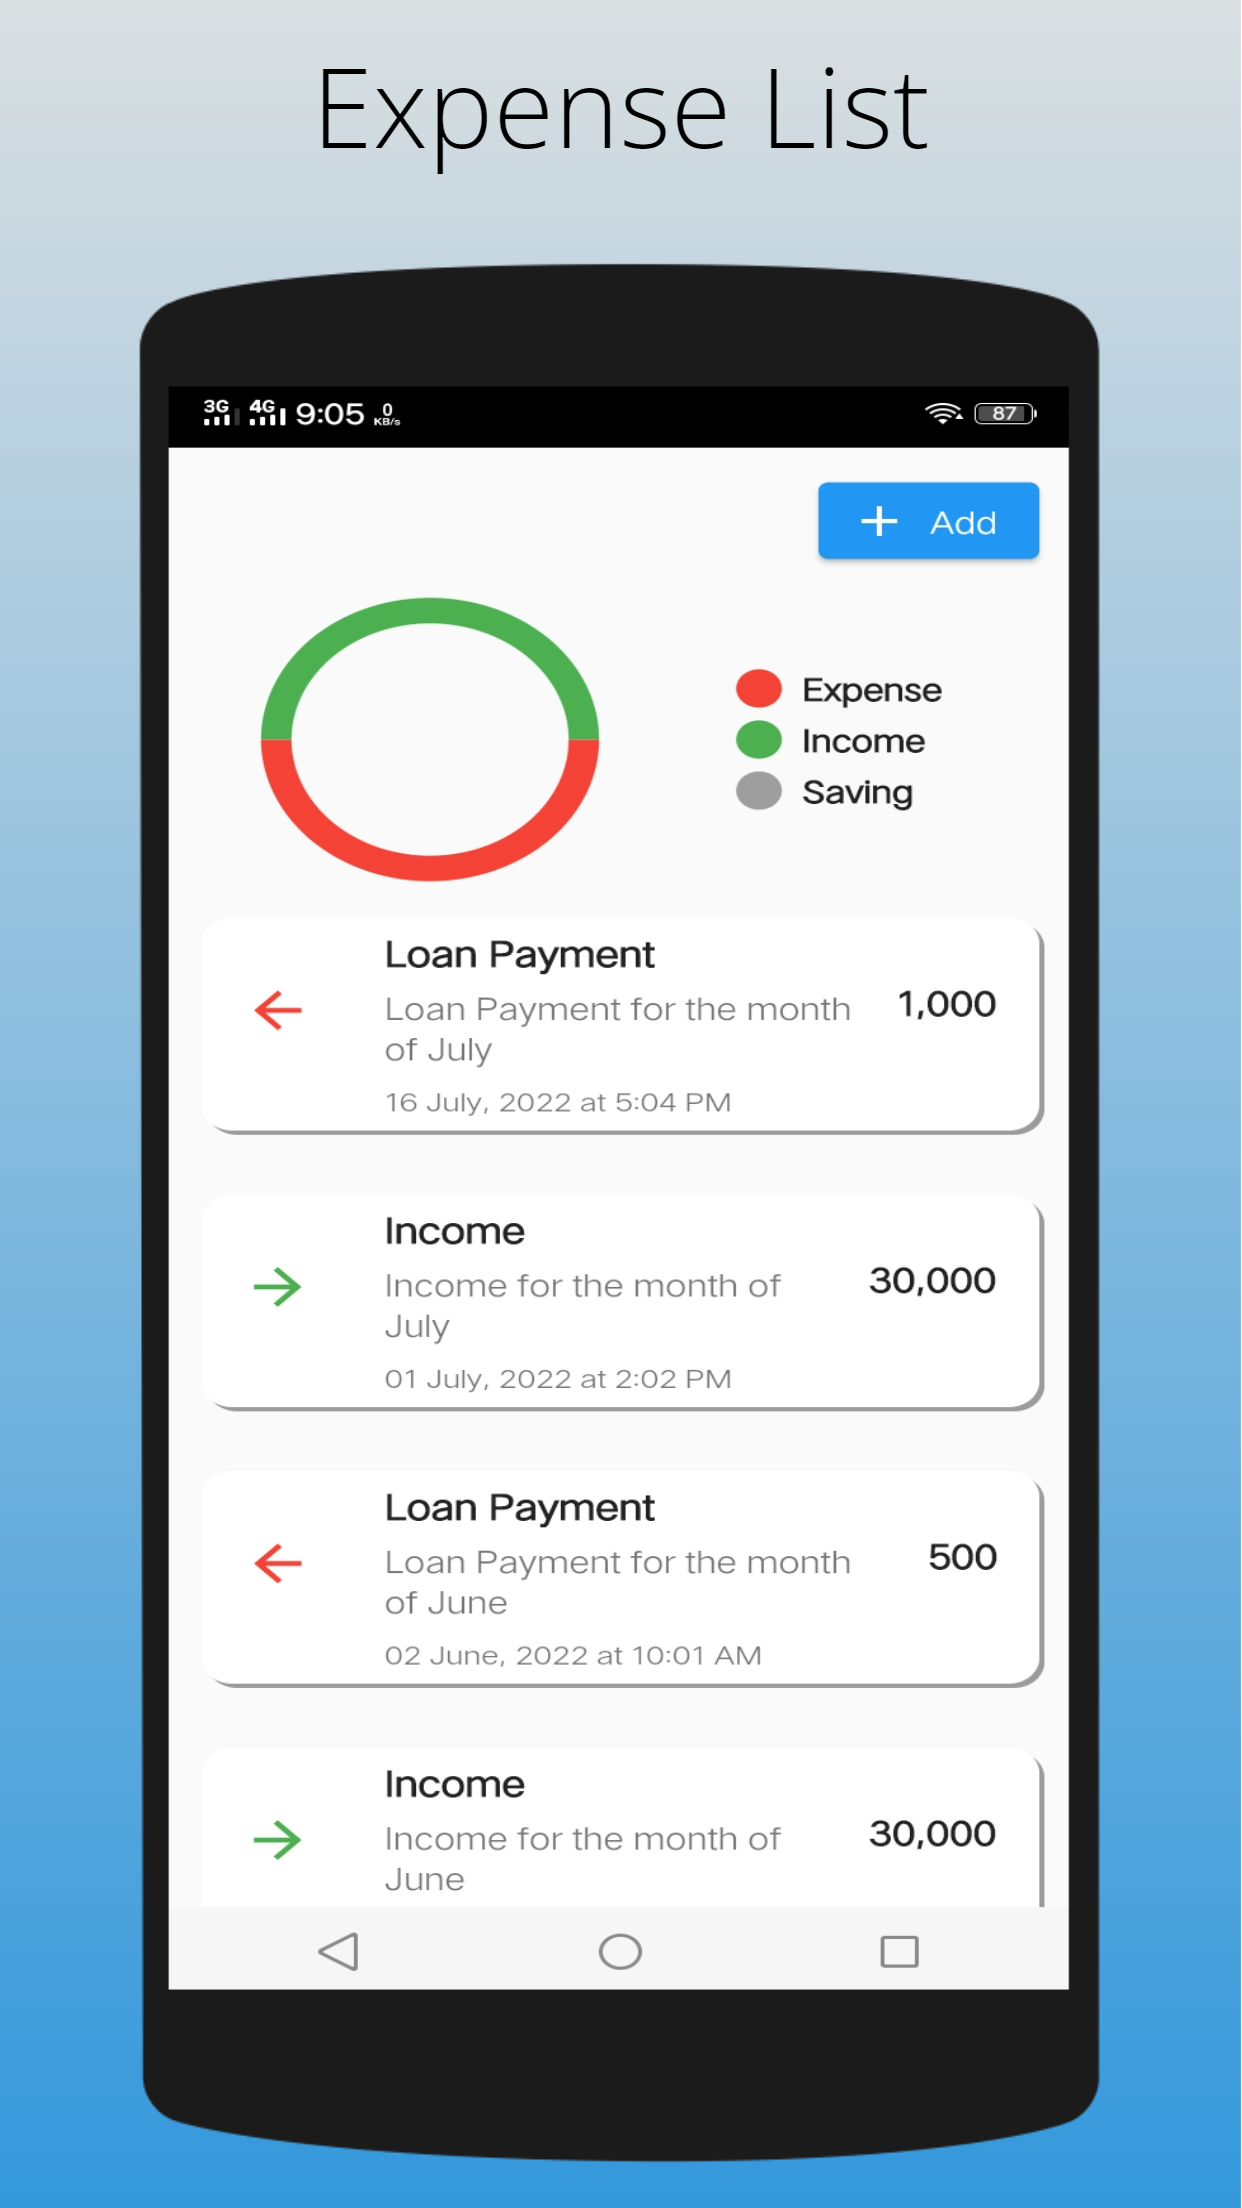 Expense List
3G 4G 9:05 0 KB/s 87
Add
Expense
Income
Saving
Loan Payment
Loan Payment for the month
of July
1,000
16 July, 2022 at 5:04 PM
Income
Income for the month of
July
30,000
01 July, 2022 at 2:02 PM
Loan Payment
Loan Payment for the month
of June
500
02 June, 2022 at 10:01 AM
Income
Income for the month of
June
30,000